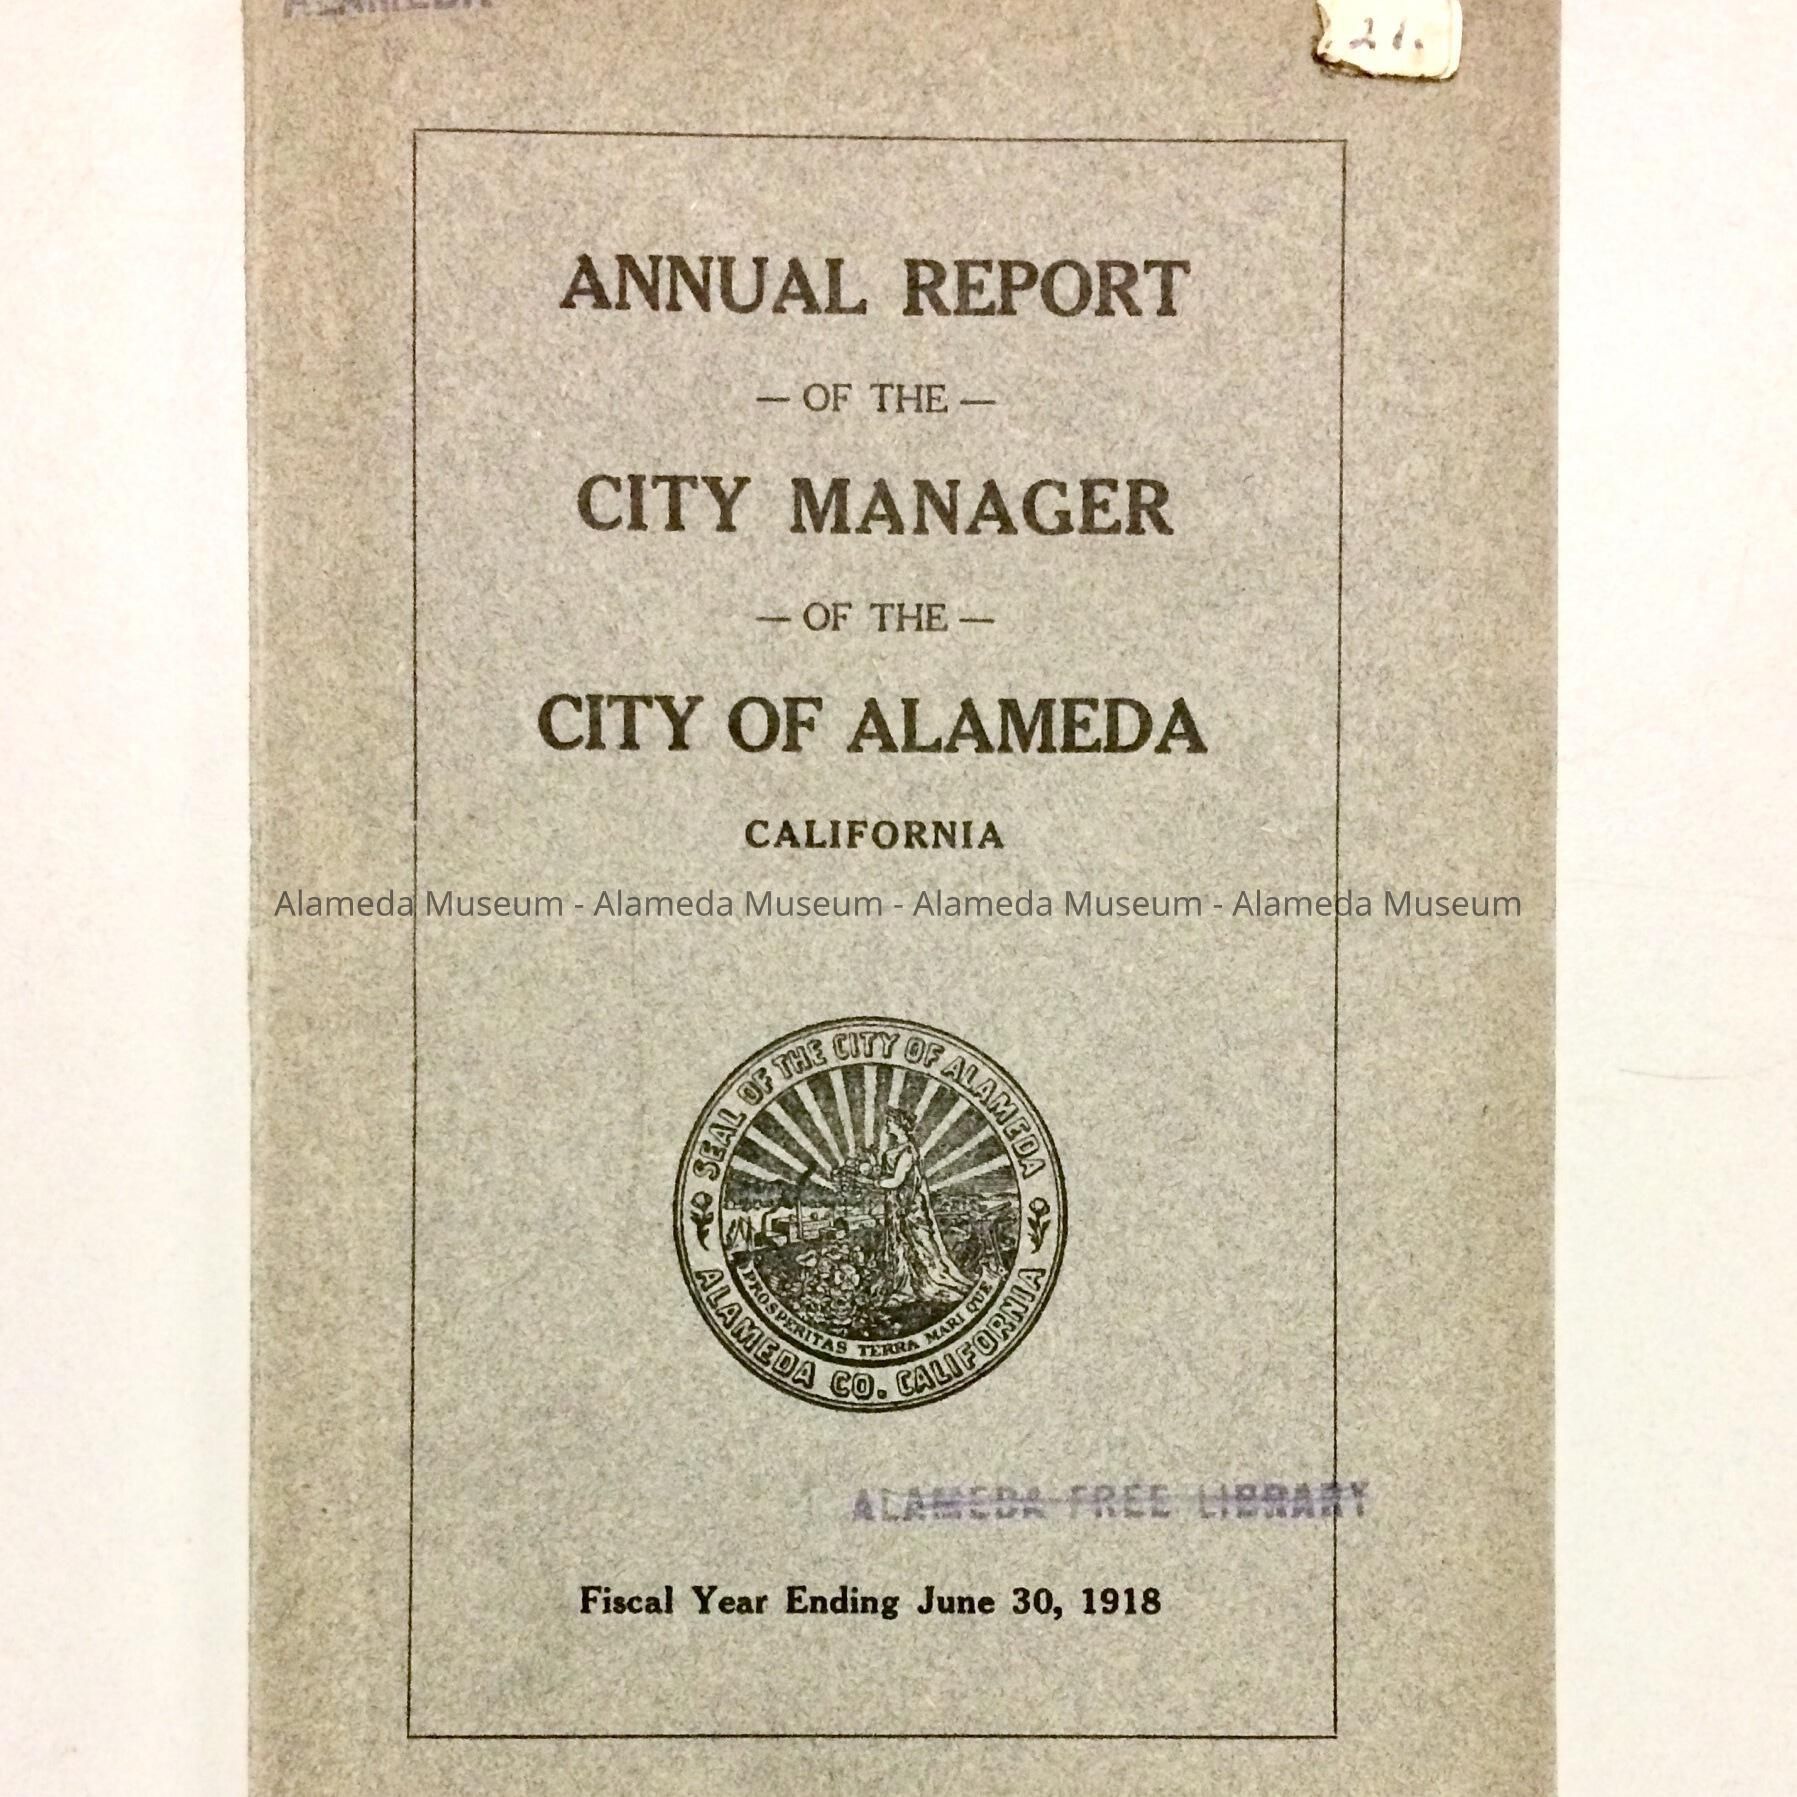 ALAMEDA
21.
ANNUAL REPORT
— OF THE —
CITY MANAGER
— OF THE —
CITY OF ALAMEDA
CALIFORNIA
Alameda Museum - Alameda Museum - Alameda Museum - Alameda Museum
SEAL OF THE CITY OF ALAMEDA
PROSPERITAS TERRA MARI QUE
ALAMEDA CO. CALIFORNIA
ALAMEDA FREE LIBRARY
Fiscal Year Ending June 30, 1918